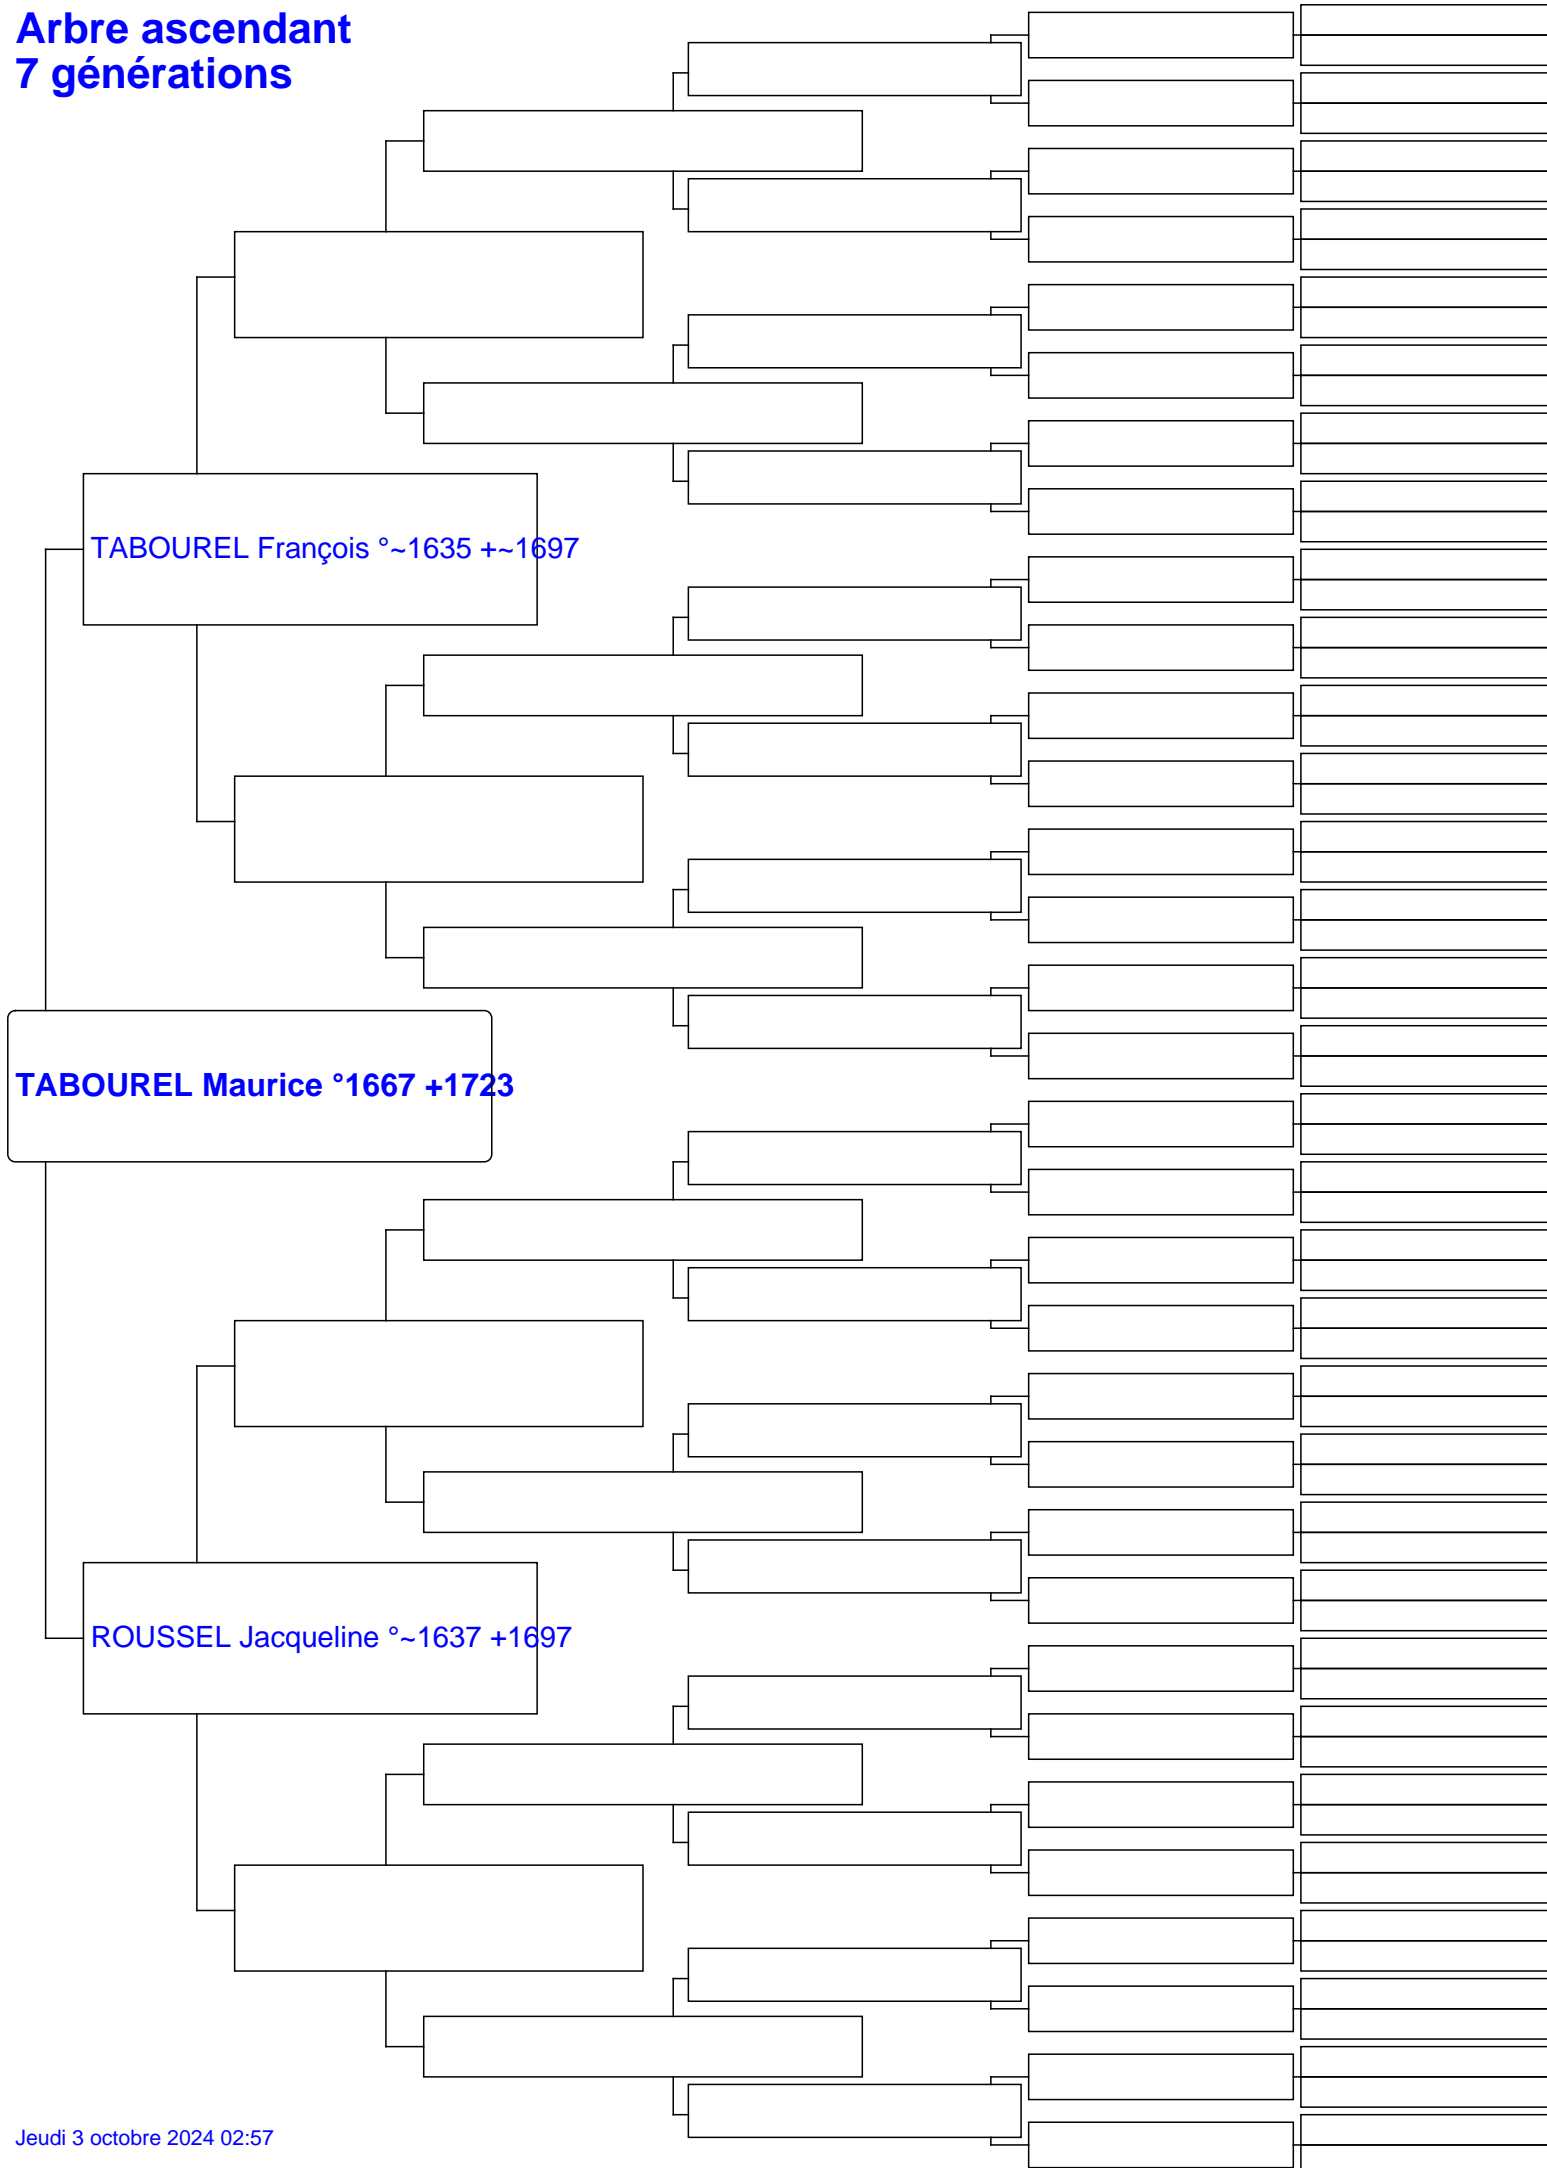 Arbre ascendant
7 générations
TABOUREL François °~1635 +~1697
TABOUREL Maurice °1667 +1723
ROUSSEL Jacqueline °~1637 +1697
Jeudi 3 octobre 2024 02:57